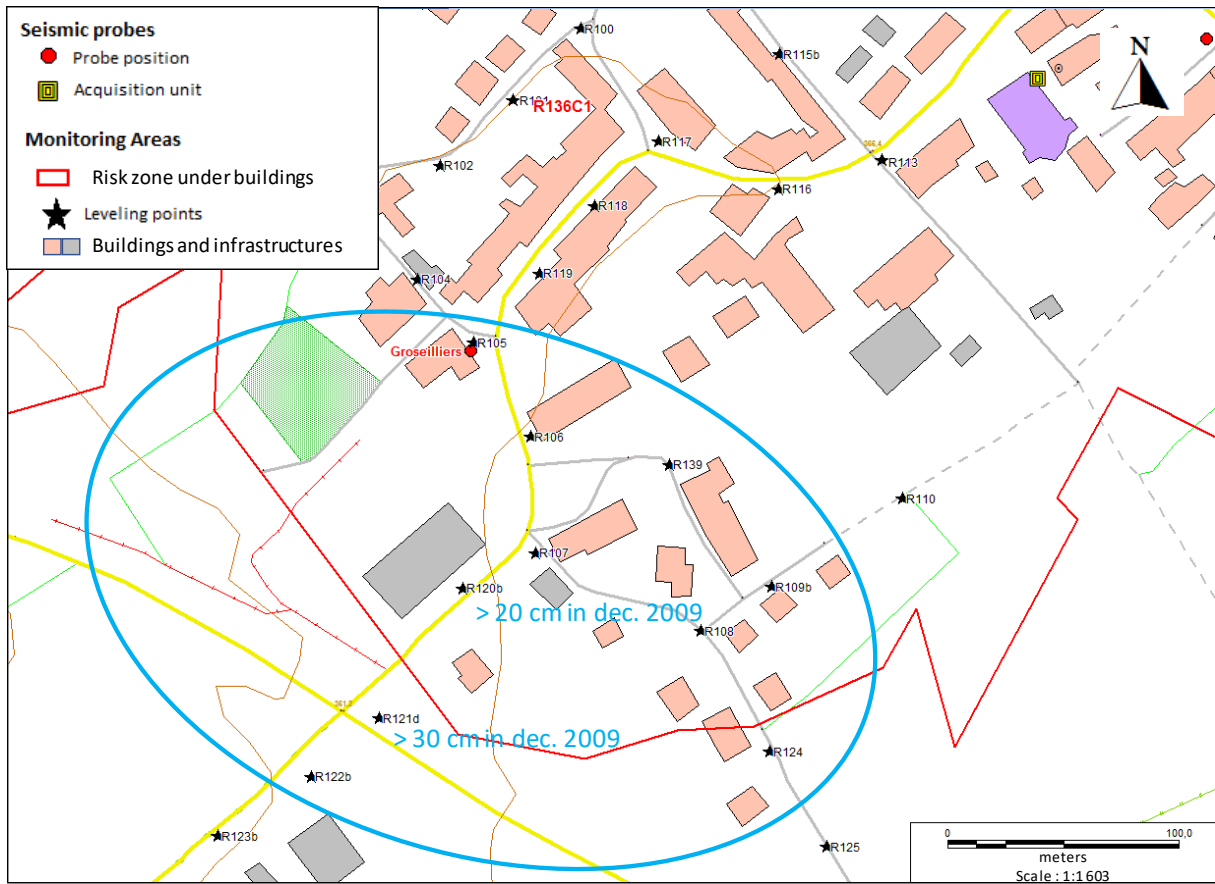 Seismic probes
Probe position
Acquisition unit
Monitoring Areas
Risk zone under buildings
Leveling points
Buildings and infrastructures
N
R100
R115b
R136C1
R102
R117
R113
R116
R118
R119
R104
R105
Groseilliers
R106
R139
R110
R107
R120b
R109b
> 20 cm in dec. 2009
R108
R121d
> 30 cm in dec. 2009
R124
R122b
R123b
R125
0 100,0
meters
Scale : 1:1 603